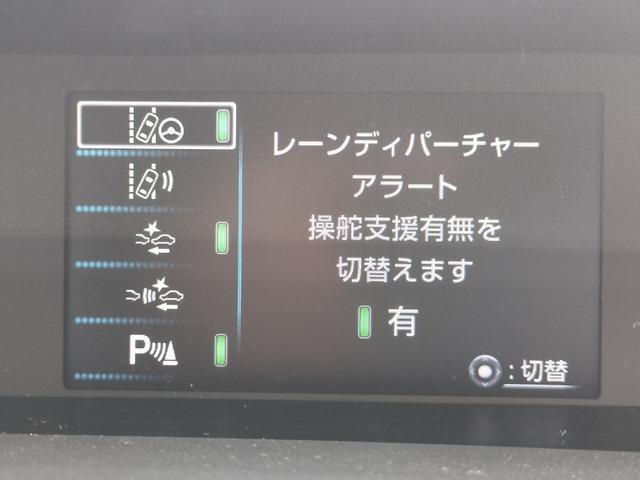 レーンディパーチャー
アラート
操舵支援有無を
切替えます
有
P
:切替